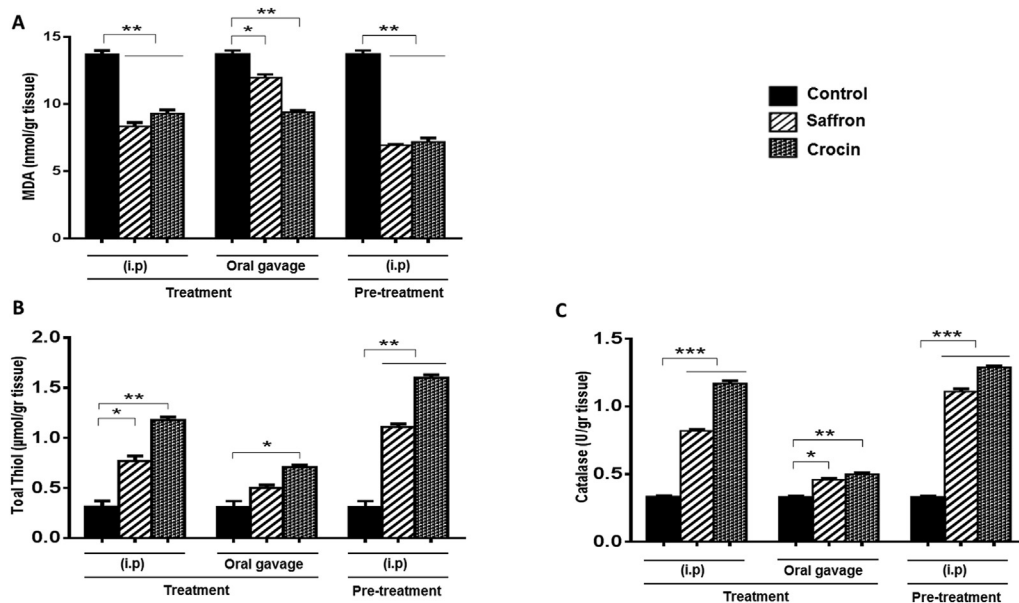 A
**
**
*
**
15
10
5
0
MDA (nmol/gr tissue)
(i.p)
Oral gavage
(i.p)
Treatment
Pre-treatment
Control
Saffron
Crocin
B
2.0
1.5
1.0
0.5
0.0
Toal Thiol (µmol/gr tissue)
**
*
*
**
(i.p)
Oral gavage
(i.p)
Treatment
Pre-treatment
C
1.5
1.0
0.5
0.0
Catalase (U/gr tissue)
***
**
*
***
(i.p)
Oral gavage
(i.p)
Treatment
Pre-treatment